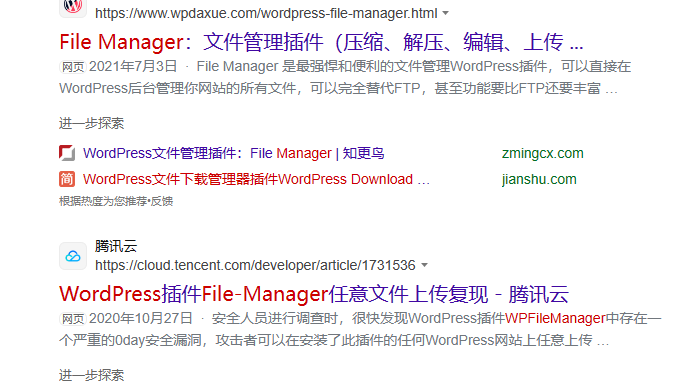 https://www.wpdaxue.com/wordpress-file-manager.html
File Manager：文件管理插件（压缩、解压、编辑、上传 ...
网页 2021年7月3日 · File Manager 是最强悍和便利的文件管理WordPress插件，可以直接在
WordPress后台管理你网站的所有文件，可以完全替代FTP，甚至功能要比FTP还要丰富 …
进一步探索
WordPress文件管理插件：File Manager | 知更鸟 zmingcx.com
简 WordPress文件下载管理器插件WordPress Download … jianshu.com
根据热度为您推荐•反馈
腾讯云
https://cloud.tencent.com/developer/article/1731536
WordPress插件File-Manager任意文件上传复现 - 腾讯云
网页 2020年10月27日 · 安全人员进行调查时，很快发现WordPress插件WPFileManager中存在一
个严重的0day安全漏洞，攻击者可以在安装了此插件的任何WordPress网站上任意上传 …
进一步探索